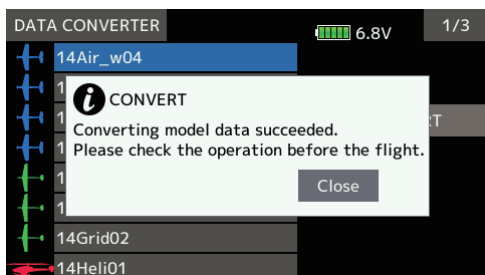 DATA CONVERTER
6.8V
1/3
14Air_w04
CONVERT
Converting model data succeeded.
Please check the operation before the flight.
Close
14Grid02
14Heli01